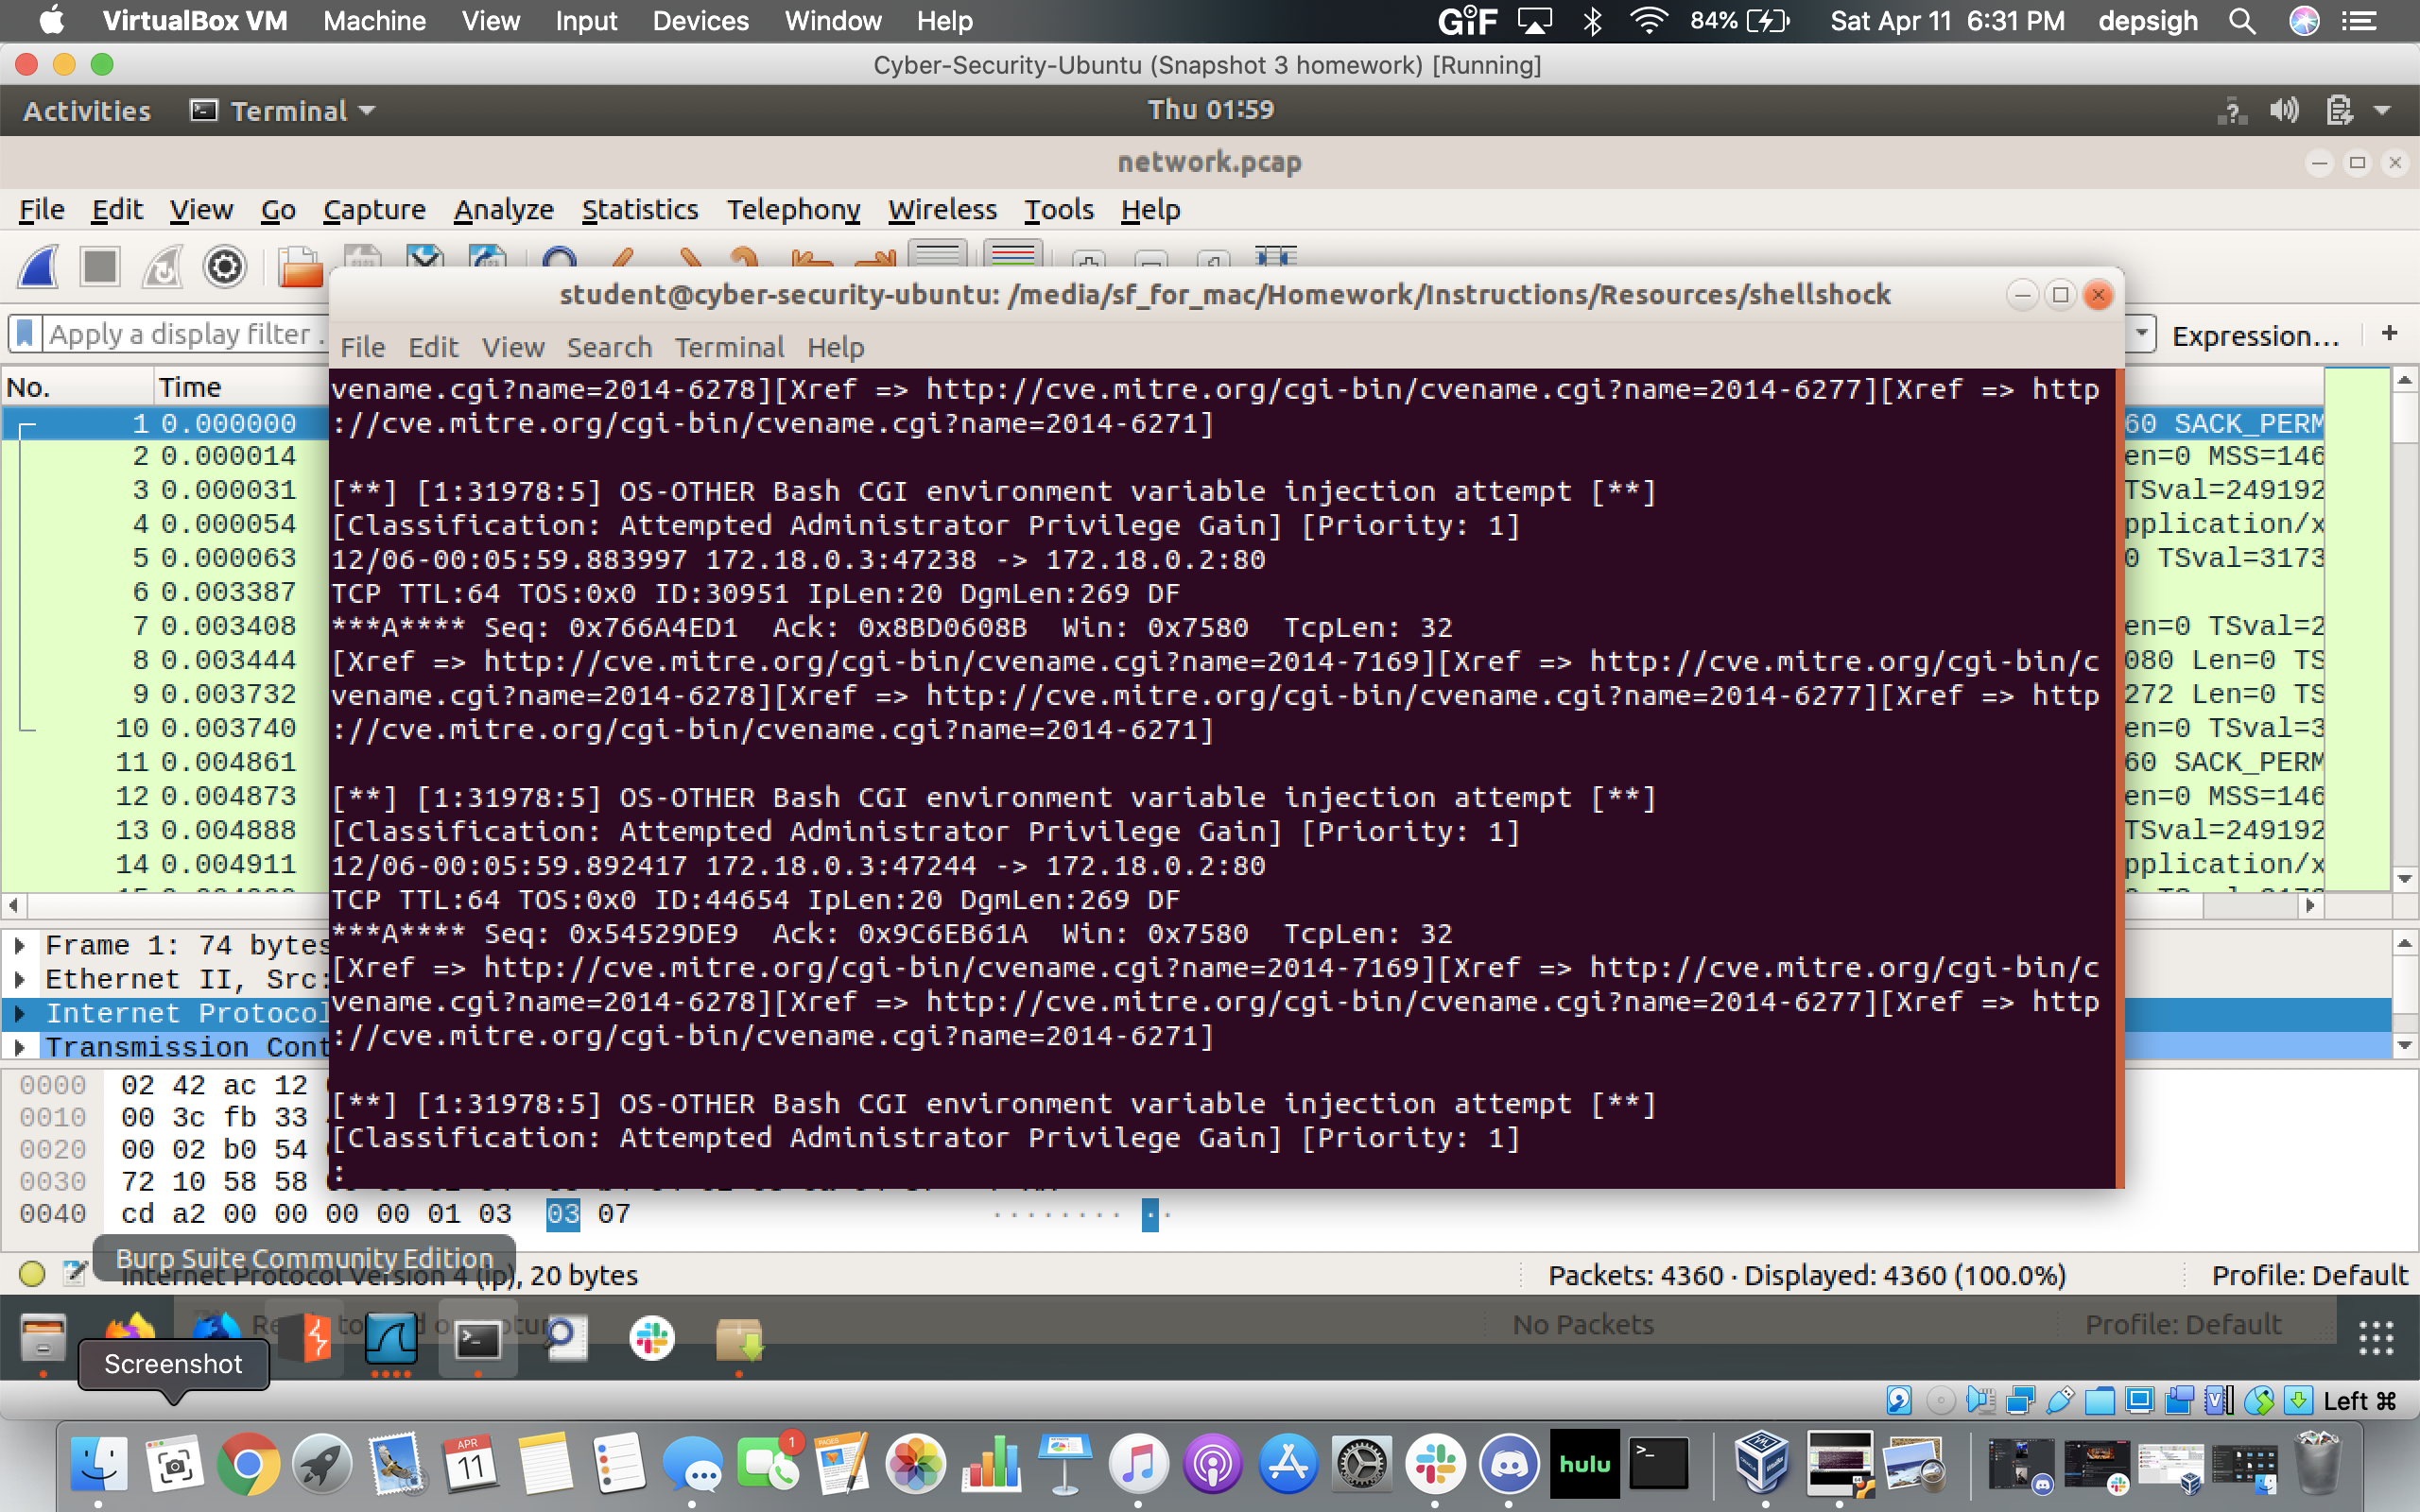 VirtualBox VM Machine View Input Devices Window Help GIF 84% Sat Apr 11 6:31 PM depsigh
Cyber-Security-Ubuntu (Snapshot 3 homework) [Running]
Activities Terminal Thu 01:59
network.pcap
File Edit View Go Capture Analyze Statistics Telephony Wireless Tools Help
student@cyber-security-ubuntu: /media/sf_for_mac/Homework/Instructions/Resources/shellshock
Apply a display filter Expression... +
File Edit View Search Terminal Help
No. Time
vename.cgi?name=2014-6278][Xref => http://cve.mitre.org/cgi-bin/cvename.cgi?name=2014-6277][Xref => http
://cve.mitre.org/cgi-bin/cvename.cgi?name=2014-6271]
[**] [1:31978:5] OS-OTHER Bash CGI environment variable injection attempt [**]
[Classification: Attempted Administrator Privilege Gain] [Priority: 1]
12/06-00:05:59.883997 172.18.0.3:47238 -> 172.18.0.2:80
TCP TTL:64 TOS:0x0 ID:30951 IpLen:20 DgmLen:269 DF
***A**** Seq: 0x766A4ED1 Ack: 0x8BD0608B Win: 0x7580 TcpLen: 32
[Xref => http://cve.mitre.org/cgi-bin/cvename.cgi?name=2014-7169][Xref => http://cve.mitre.org/cgi-bin/c
vename.cgi?name=2014-6278][Xref => http://cve.mitre.org/cgi-bin/cvename.cgi?name=2014-6277][Xref => http
://cve.mitre.org/cgi-bin/cvename.cgi?name=2014-6271]
[**] [1:31978:5] OS-OTHER Bash CGI environment variable injection attempt [**]
[Classification: Attempted Administrator Privilege Gain] [Priority: 1]
12/06-00:05:59.892417 172.18.0.3:47244 -> 172.18.0.2:80
TCP TTL:64 TOS:0x0 ID:44654 IpLen:20 DgmLen:269 DF
***A**** Seq: 0x54529DE9 Ack: 0x9C6EB61A Win: 0x7580 TcpLen: 32
[Xref => http://cve.mitre.org/cgi-bin/cvename.cgi?name=2014-7169][Xref => http://cve.mitre.org/cgi-bin/c
vename.cgi?name=2014-6278][Xref => http://cve.mitre.org/cgi-bin/cvename.cgi?name=2014-6277][Xref => http
://cve.mitre.org/cgi-bin/cvename.cgi?name=2014-6271]
[**] [1:31978:5] OS-OTHER Bash CGI environment variable injection attempt [**]
[Classification: Attempted Administrator Privilege Gain] [Priority: 1]
:
1 0.000000 60 SACK_PERM
2 0.000014 en=0 MSS=146
3 0.000031 TSval=249192
4 0.000054 pplication/x
5 0.000063 0 TSval=3173
6 0.003387
7 0.003408 en=0 TSval=2
8 0.003444 080 Len=0 TS
9 0.003732 272 Len=0 TS
10 0.003740 en=0 TSval=3
11 0.004861 60 SACK_PERM
12 0.004873 en=0 MSS=146
13 0.004888 TSval=249192
14 0.004911 pplication/x
Frame 1: 74 bytes
Ethernet II, Src:
Internet Protocol
Transmission Cont
0000 02 42 ac 12
0010 00 3c fb 33
0020 00 02 b0 54
0030 72 10 58 58
0040 cd a2 00 00 00 00 01 03 03 07 ........ ..
Burp Suite Community Edition
Internet Protocol Version 4 (ip), 20 bytes Packets: 4360 · Displayed: 4360 (100.0%) Profile: Default
No Packets Profile: Default
Screenshot
Left ⌘
APR
11
1
PAGES
hulu